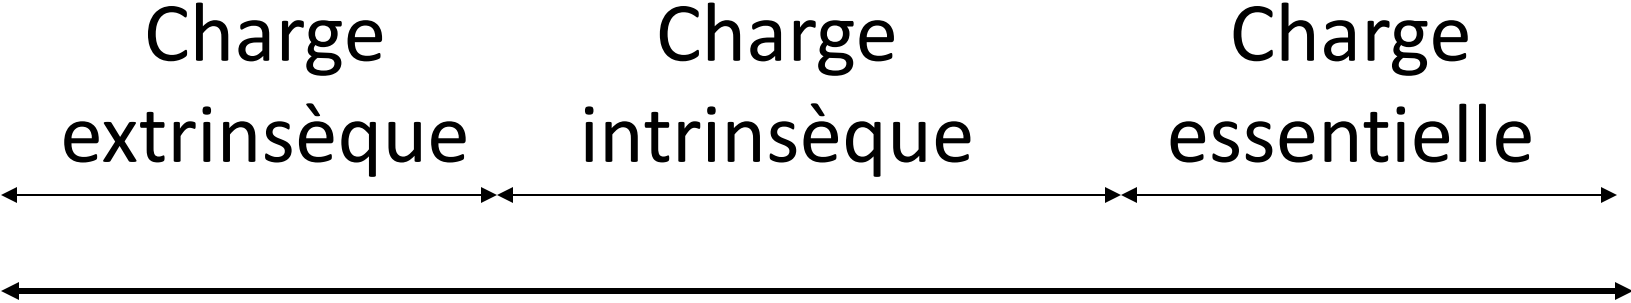 Charge extrinsèque
Charge intrinsèque
Charge essentielle